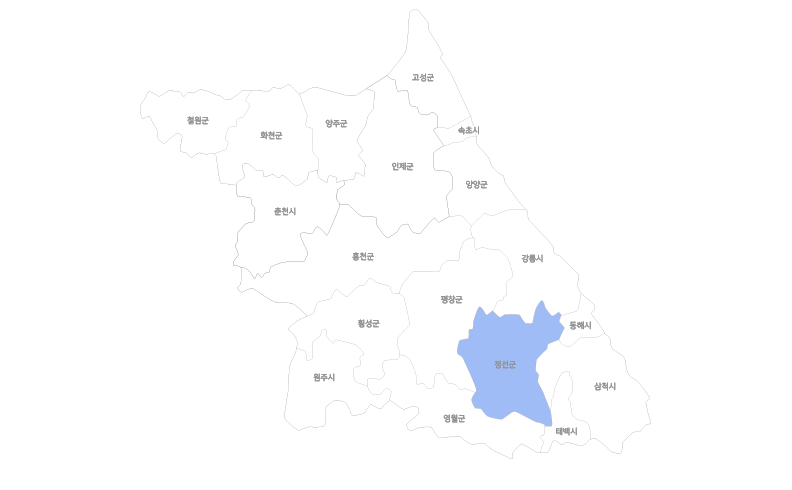 고성군
철원군
양주군
속초시
화천군
인제군
양양군
춘천시
홍천군
강릉시
평창군
횡성군
동해시
정선군
원주시
삼척시
영월군
태백시